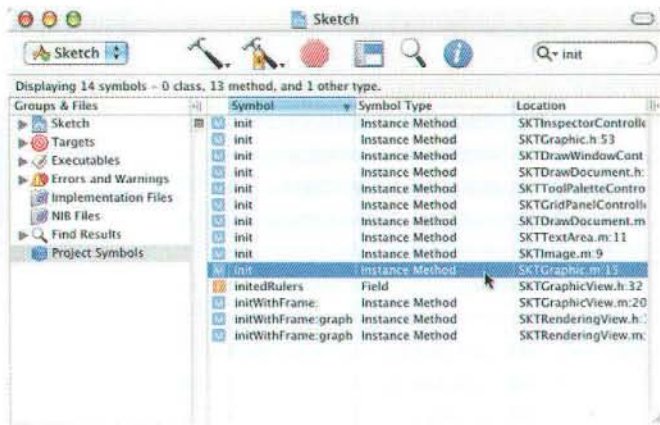 Sketch
Sketch
init
Displaying 14 symbols – 0 class, 13 method, and 1 other type.
Groups & Files Symbol Symbol Type Location
Sketch M init Instance Method SKTInspectorControlle
Targets M init Instance Method SKTGraphic.h:53
Executables M init Instance Method SKTDrawWindowCont
Errors and Warnings M init Instance Method SKTDrawDocument.h:
Implementation Files M init Instance Method SKTToolPaletteContro
NIB Files M init Instance Method SKTGridPanelControlle
Find Results M init Instance Method SKTDrawDocument.m
Project Symbols M init Instance Method SKTTextArea.m:11
M init Instance Method SKTImage.m:9
M init Instance Method SKTGraphic.m:15
initedRulers Field SKTGraphicView.h:32
M initWithFrame: Instance Method SKTGraphicView.m:20
M initWithFrame:graph Instance Method SKTRenderingView.h:
M initWithFrame:graph Instance Method SKTRenderingView.m: